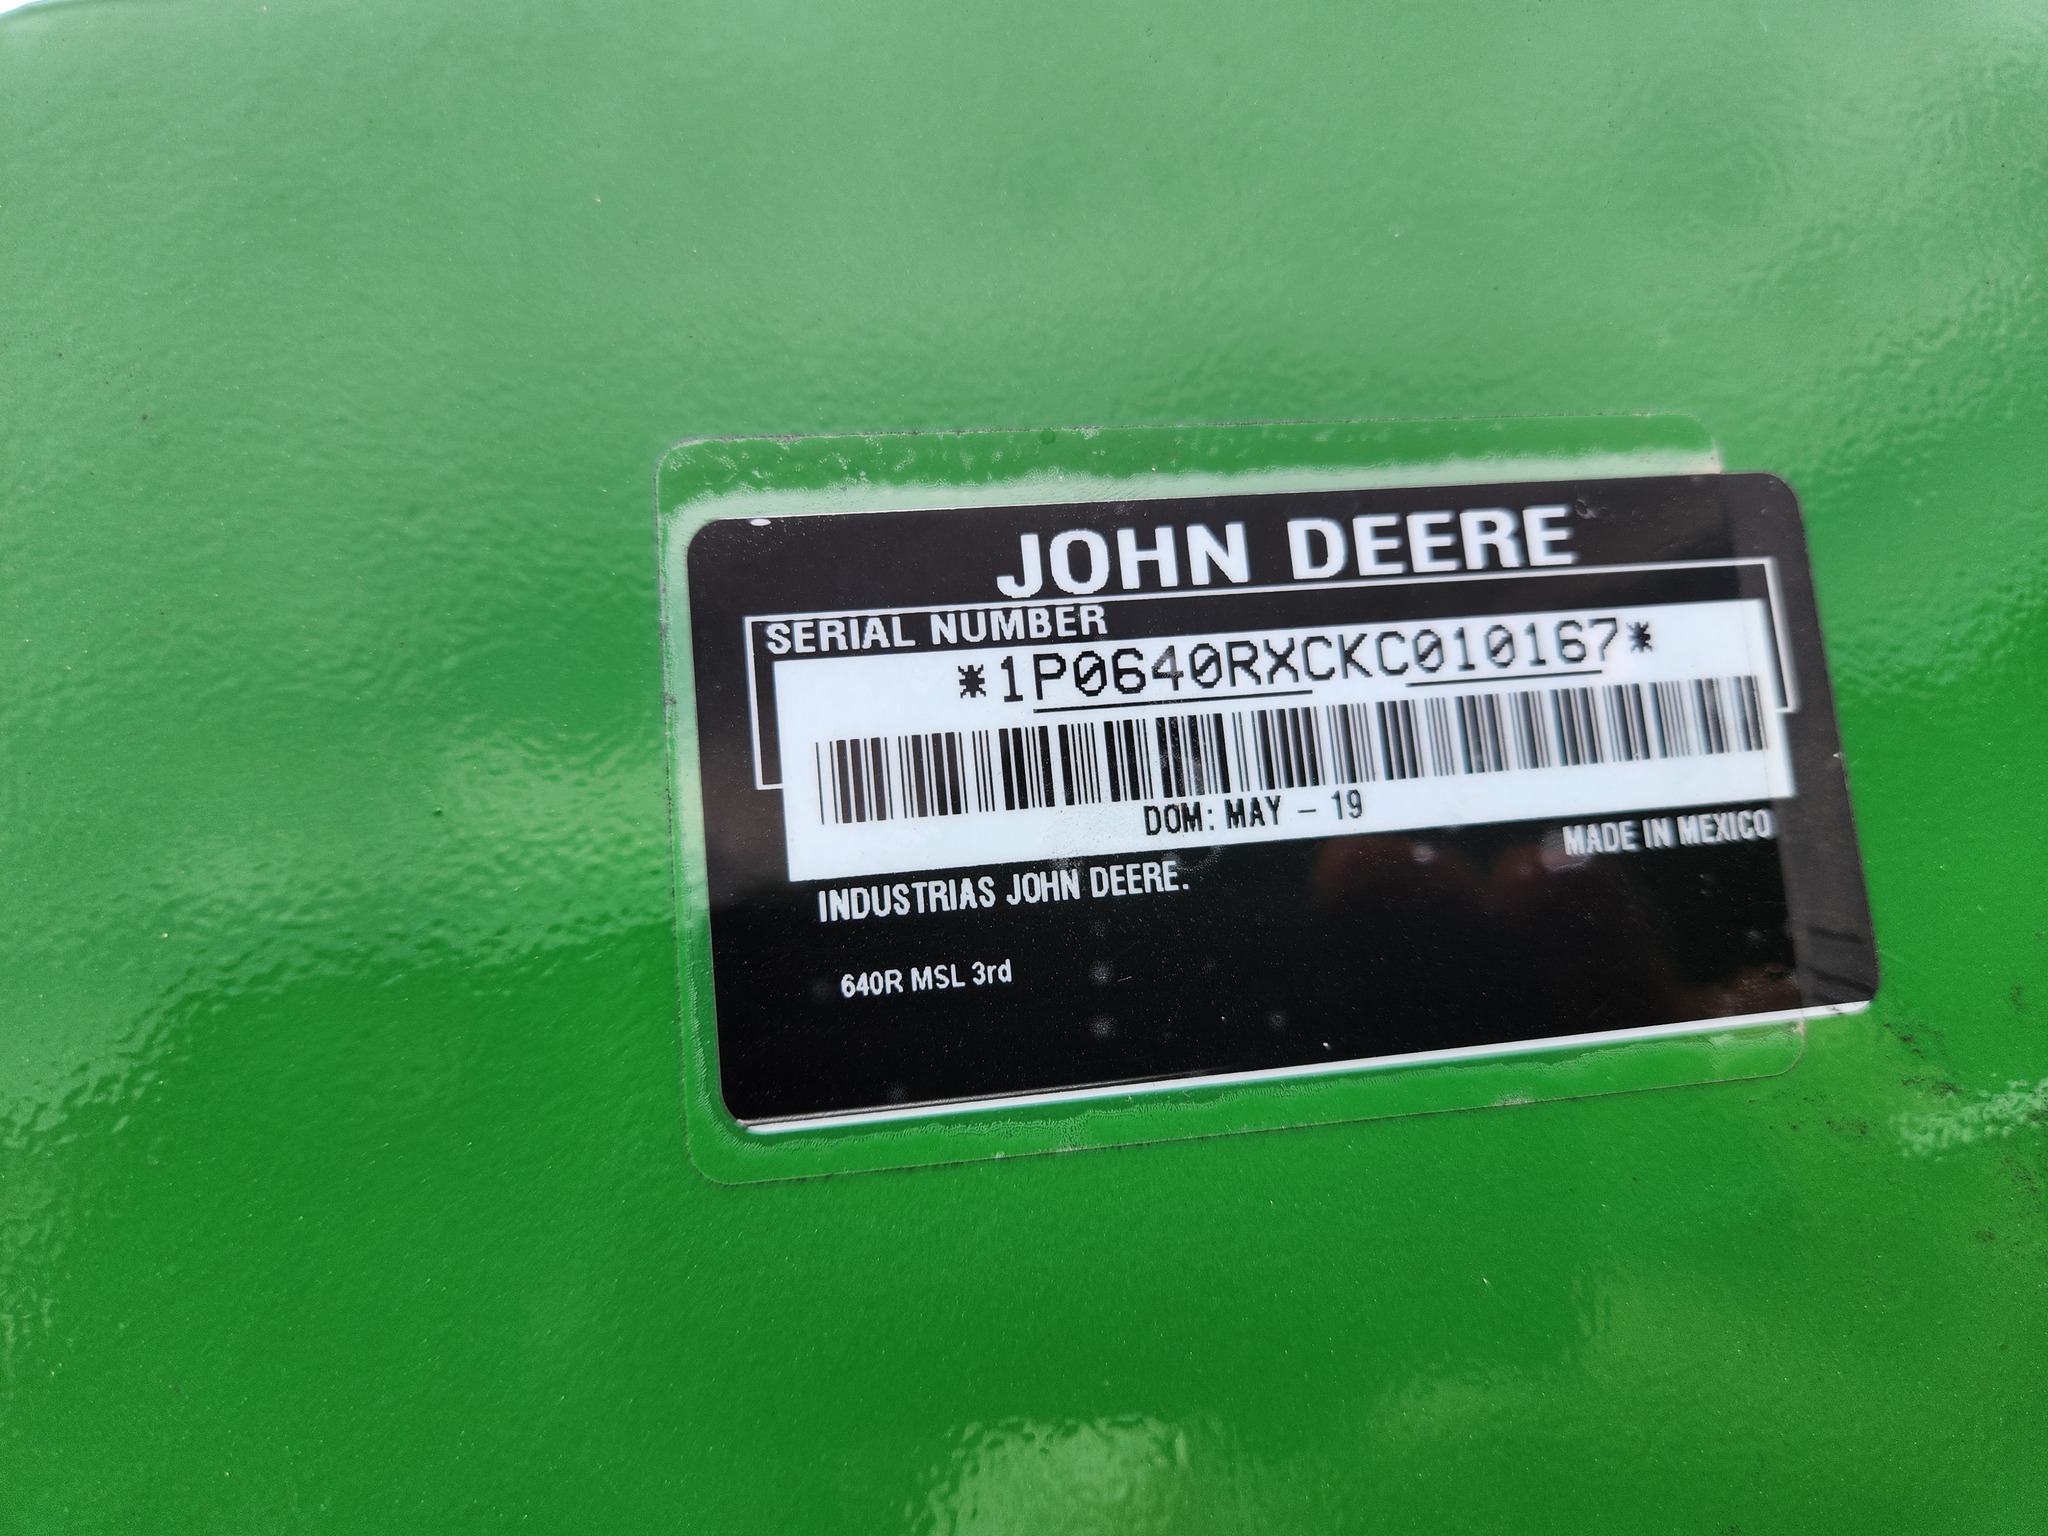 JOHN DEERE
SERIAL NUMBER
*1P0640RXCKC010167*
DOM: MAY - 19
MADE IN MEXICO
INDUSTRIAS JOHN DEERE.
640R MSL 3rd